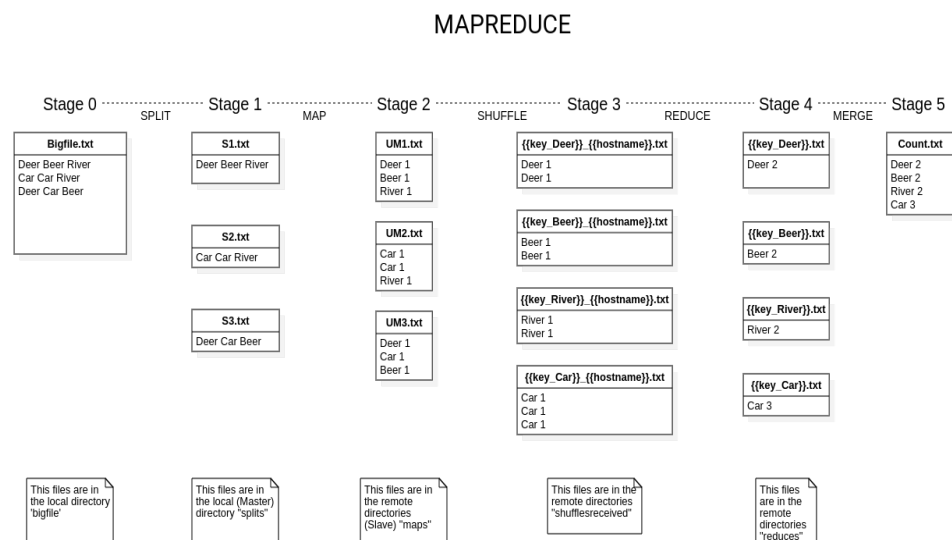 MAPREDUCE
Stage 0
Stage 1
Stage 2
Stage 3
Stage 4
Stage 5
SPLIT
MAP
SHUFFLE
REDUCE
MERGE
Bigfile.txt
Deer Beer River
Car Car River
Deer Car Beer
S1.txt
Deer Beer River
S2.txt
Car Car River
S3.txt
Deer Car Beer
UM1.txt
Deer 1
Beer 1
River 1
UM2.txt
Car 1
Car 1
River 1
UM3.txt
Deer 1
Car 1
Beer 1
{{key_Deer}}_{{hostname}}.txt
Deer 1
Deer 1
{{key_Beer}}_{{hostname}}.txt
Beer 1
Beer 1
{{key_River}}_{{hostname}}.txt
River 1
River 1
{{key_Car}}_{{hostname}}.txt
Car 1
Car 1
Car 1
{{key_Deer}}.txt
Deer 2
{{key_Beer}}.txt
Beer 2
{{key_River}}.txt
River 2
{{key_Car}}.txt
Car 3
Count.txt
Deer 2
Beer 2
River 2
Car 3
This files are in
the local directory
'bigfile'
This files are in
the local (Master)
directory "splits"
This files are in
the remote
directories
(Slave) "maps"
This files are in the
remote directories
"shufflesreceived"
This files
are in the
remote
directories
"reduces"